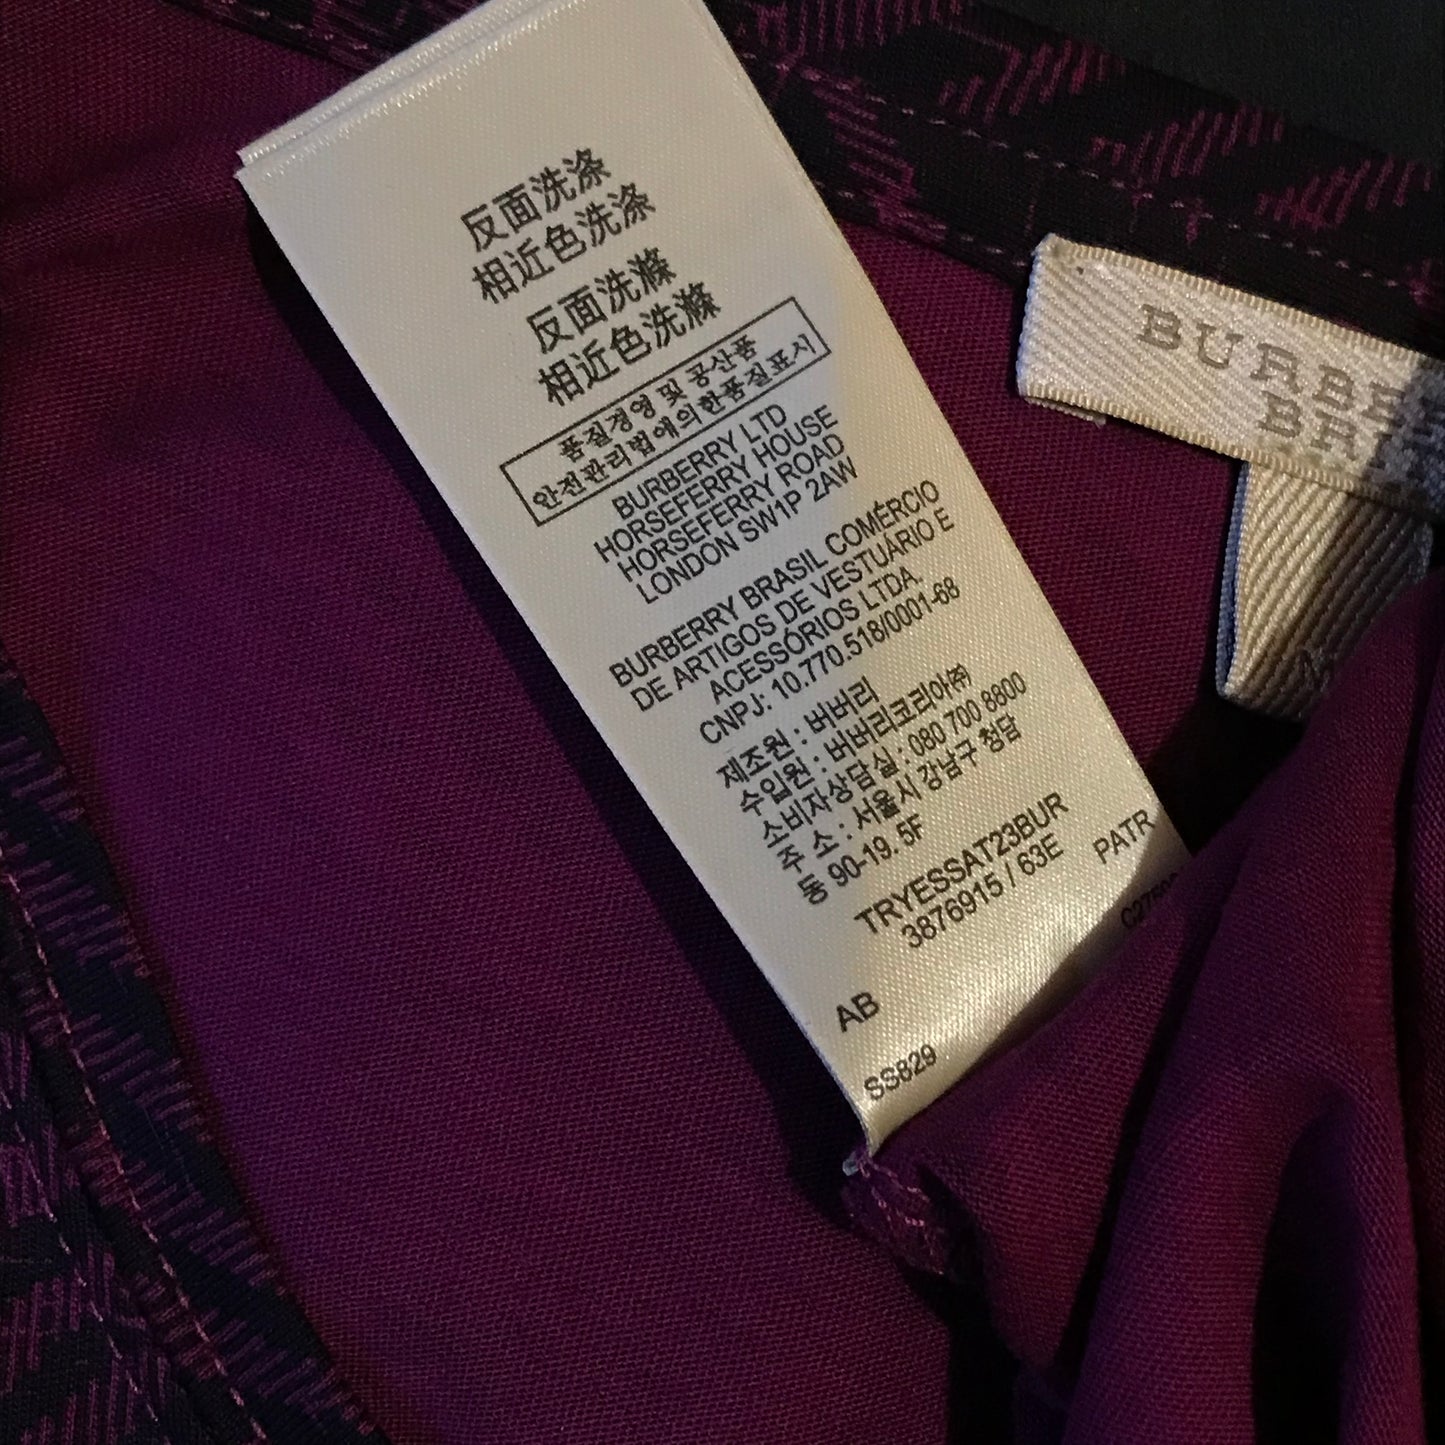 反面洗涤
相近色洗涤
反面洗滌
相近色洗滌
품질경영 및 공산품
안전관리법에의한품질표시
BURBERRY LTD
HORSEFERRY HOUSE
HORSEFERRY ROAD
LONDON SW1P 2AW
BURBERRY BRASIL COMÉRCIO
DE ARTIGOS DE VESTUÁRIO E
ACESSÓRIOS LTDA.
CNPJ: 10.770.518/0001-68
제조원 : 버버리
수입원 : 버버리코리아㈜
소비자상담실 : 080 700 8800
주 소 : 서울시 강남구 청담
동 90-19. 5F
TRYESSAT23BUR
3876915 / 63E
PATR
AB
SS829
BURBE
BR